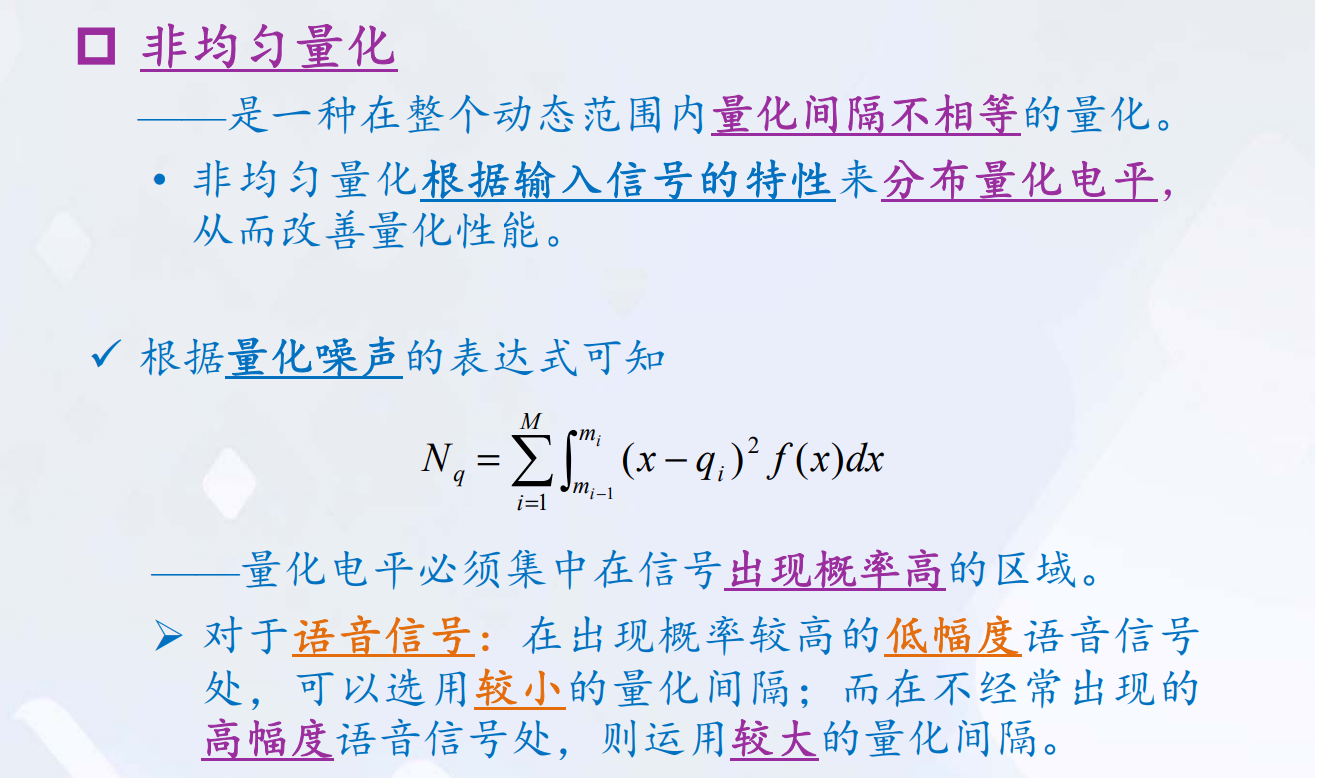 非均匀量化
——是一种在整个动态范围内量化间隔不相等的量化。
• 非均匀量化根据输入信号的特性来分布量化电平，
从而改善量化性能。
✓ 根据量化噪声的表达式可知
$N_q = \sum_{i=1}^{M} \int_{m_{i-1}}^{m_i} (x - q_i)^2 f(x)dx$
——量化电平必须集中在信号出现概率高的区域。
➢ 对于语音信号：在出现概率较高的低幅度语音信号
处，可以选用较小的量化间隔；而在不经常出现的
高幅度语音信号处，则运用较大的量化间隔。